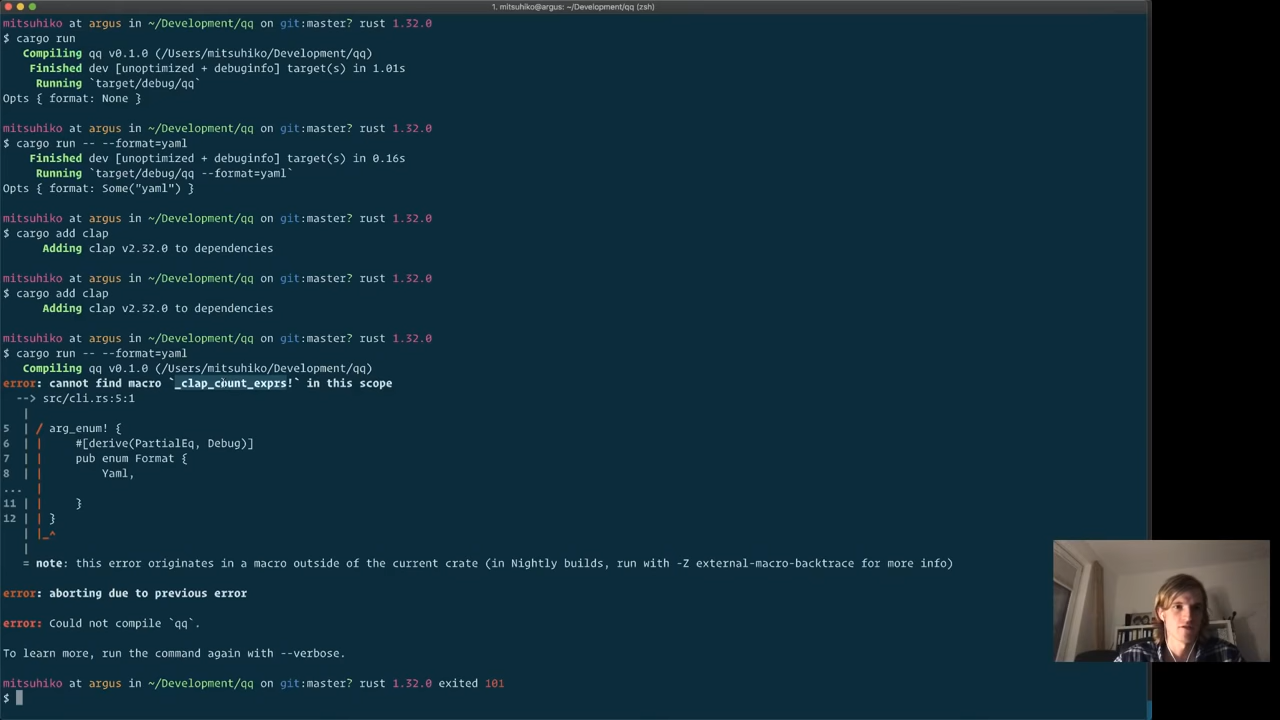 1. mitsuhiko@argus: ~/Development/qq (zsh)
mitsuhiko at argus in ~/Development/qq on git:master? rust 1.32.0
$ cargo run
Compiling qq v0.1.0 (/Users/mitsuhiko/Development/qq)
Finished dev [unoptimized + debuginfo] target(s) in 1.01s
Running `target/debug/qq`
Opts { format: None }
mitsuhiko at argus in ~/Development/qq on git:master? rust 1.32.0
$ cargo run -- --format=yaml
Finished dev [unoptimized + debuginfo] target(s) in 0.16s
Running `target/debug/qq --format=yaml`
Opts { format: Some("yaml") }
mitsuhiko at argus in ~/Development/qq on git:master? rust 1.32.0
$ cargo add clap
Adding clap v2.32.0 to dependencies
mitsuhiko at argus in ~/Development/qq on git:master? rust 1.32.0
$ cargo add clap
Adding clap v2.32.0 to dependencies
mitsuhiko at argus in ~/Development/qq on git:master? rust 1.32.0
$ cargo run -- --format=yaml
Compiling qq v0.1.0 (/Users/mitsuhiko/Development/qq)
error: cannot find macro `_clap_count_exprs!` in this scope
--> src/cli.rs:5:1
|
5 | / arg_enum! {
6 | | #[derive(PartialEq, Debug)]
7 | | pub enum Format {
8 | | Yaml,
... |
11 | | }
12 | | }
| |_^
|
= note: this error originates in a macro outside of the current crate (in Nightly builds, run with -Z external-macro-backtrace for more info)
error: aborting due to previous error
error: Could not compile `qq`.
To learn more, run the command again with --verbose.
mitsuhiko at argus in ~/Development/qq on git:master? rust 1.32.0 exited 101
$